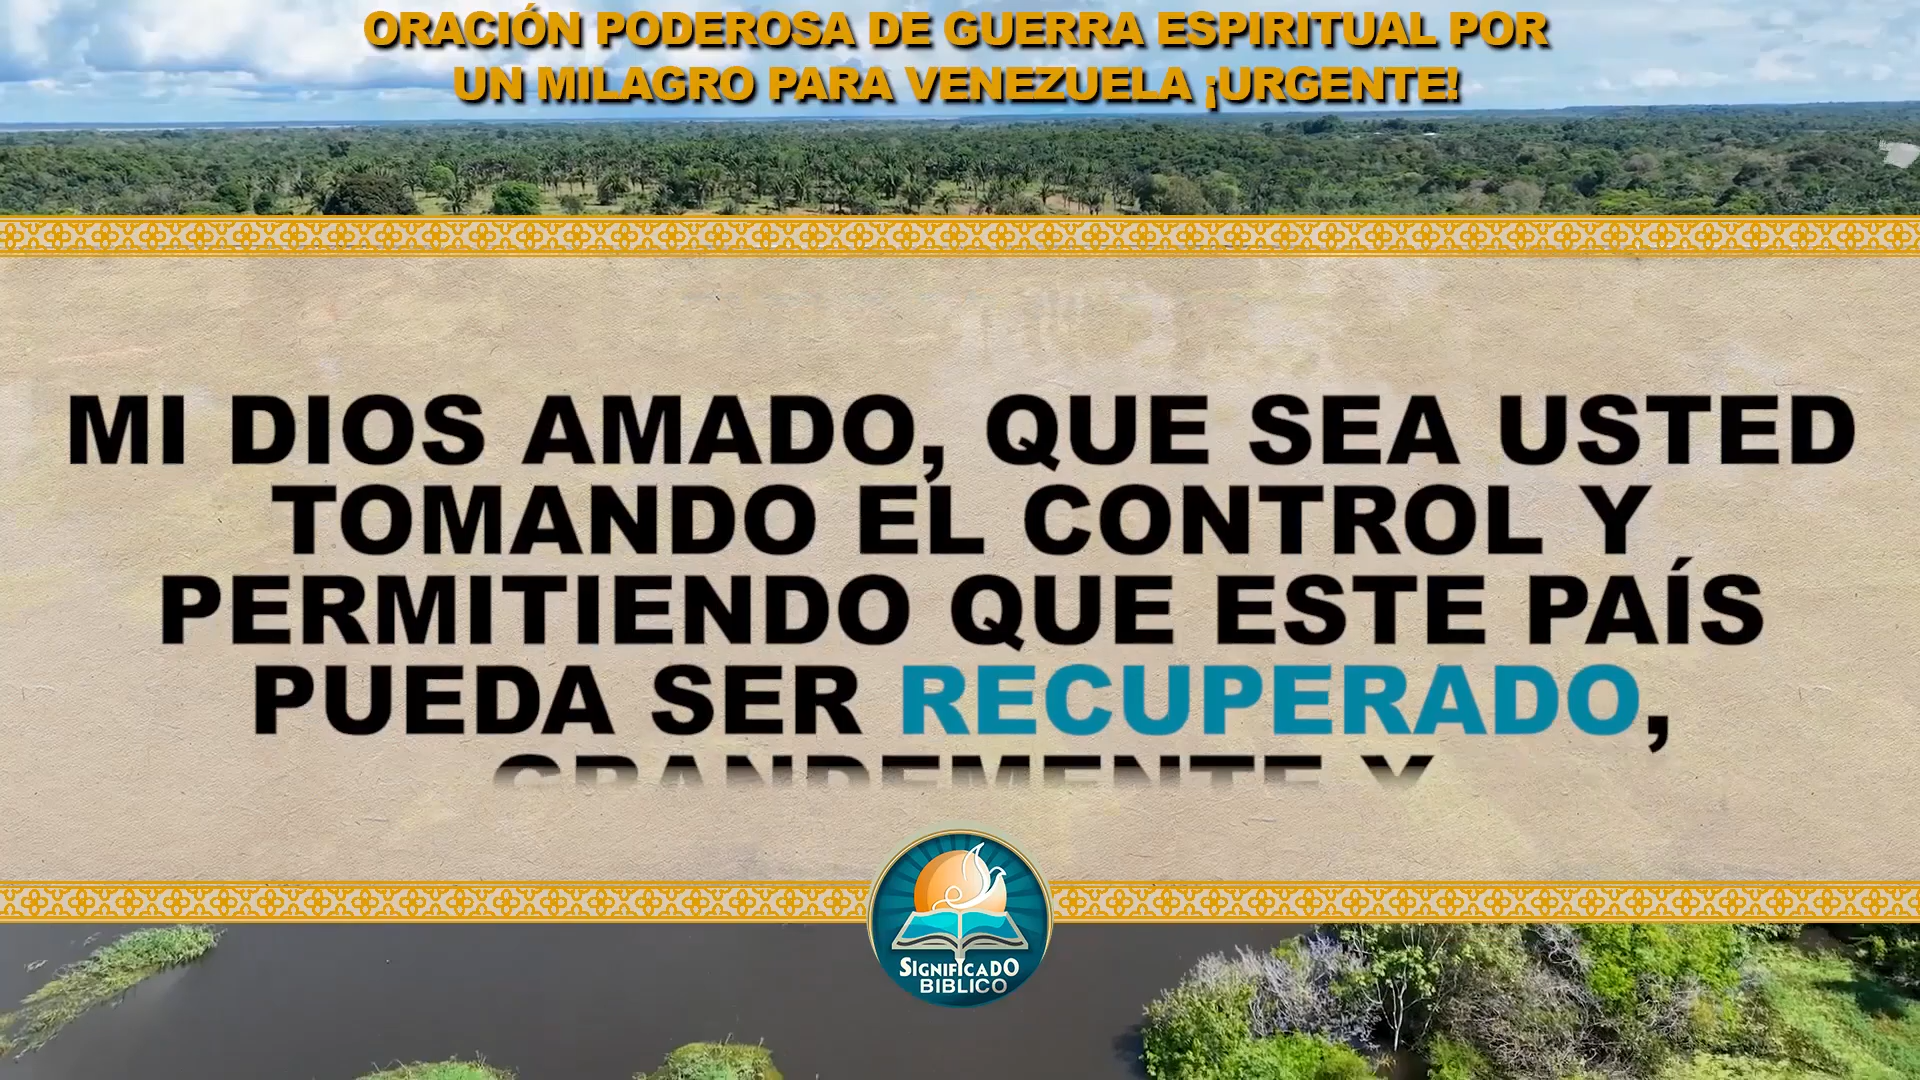 ORACIÓN PODEROSA DE GUERRA ESPIRITUAL POR
UN MILAGRO PARA VENEZUELA ¡URGENTE!
MI DIOS AMADO, QUE SEA USTED
TOMANDO EL CONTROL Y
PERMITIENDO QUE ESTE PAÍS
PUEDA SER RECUPERADO,
GRANDEMENTE Y
SIGNIFICADO
BIBLICO